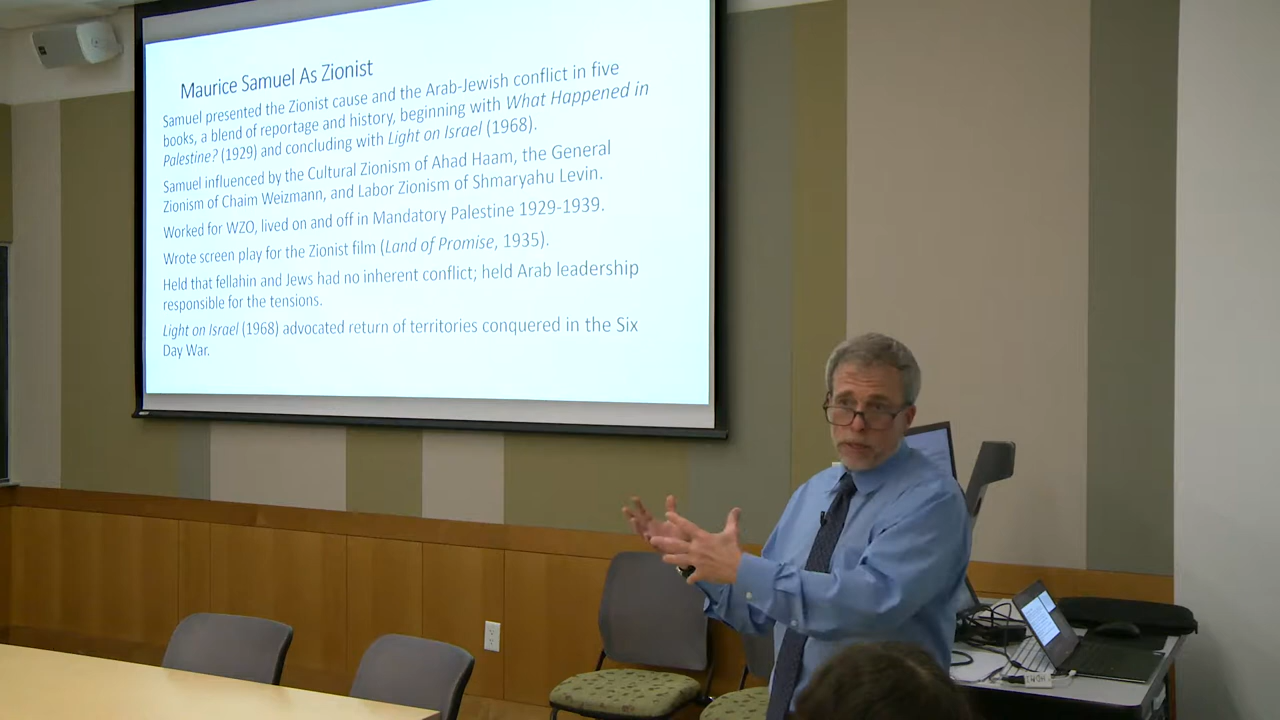 Maurice Samuel As Zionist
Samuel presented the Zionist cause and the Arab-Jewish conflict in five
books, a blend of reportage and history, beginning with What Happened in
Palestine? (1929) and concluding with Light on Israel (1968).
Samuel influenced by the Cultural Zionism of Ahad Haam, the General
Zionism of Chaim Weizmann, and Labor Zionism of Shmaryahu Levin.
Worked for WZO, lived on and off in Mandatory Palestine 1929-1939.
Wrote screen play for the Zionist film (Land of Promise, 1935).
Held that fellahin and Jews had no inherent conflict; held Arab leadership
responsible for the tensions.
Light on Israel (1968) advocated return of territories conquered in the Six
Day War.